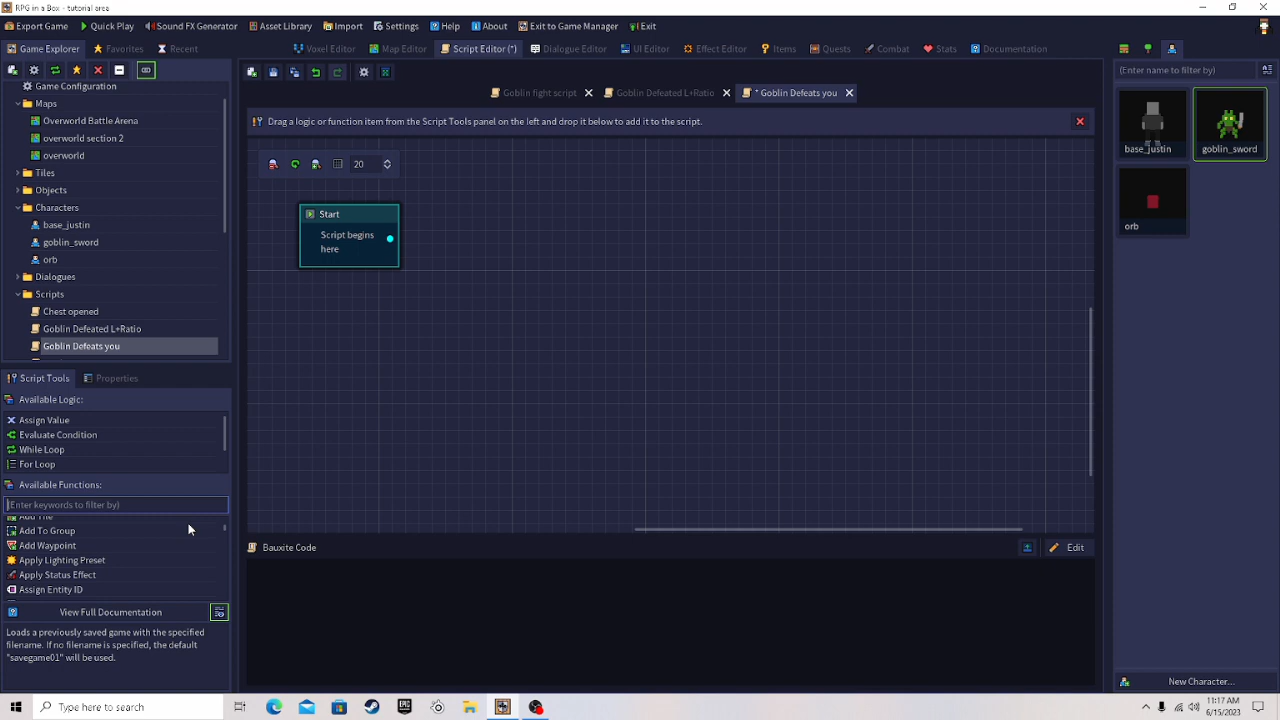 RPG in a Box - tutorial area
Export Game
Quick Play
Sound FX Generator
Asset Library
Import
Settings
Help
About
Exit to Game Manager
Exit
Game Explorer
Favorites
Recent
Voxel Editor
Map Editor
Script Editor (*)
Dialogue Editor
UI Editor
Effect Editor
Items
Quests
Combat
Stats
Documentation
(Enter name to filter by)
Game Configuration
Maps
Overworld Battle Arena
overworld section 2
overworld
Tiles
Objects
Characters
base_justin
goblin_sword
orb
Dialogues
Scripts
Chest opened
Goblin Defeated L+Ratio
Goblin Defeats you
Goblin fight script
Goblin Defeated L+Ratio
* Goblin Defeats you
Drag a logic or function item from the Script Tools panel on the left and drop it below to add it to the script.
20
Start
Script begins
here
base_justin
goblin_sword
orb
Script Tools
Properties
Available Logic:
Assign Value
Evaluate Condition
While Loop
For Loop
Available Functions:
(Enter keywords to filter by)
Add Tile
Add To Group
Add Waypoint
Apply Lighting Preset
Apply Status Effect
Assign Entity ID
View Full Documentation
Loads a previously saved game with the specified
filename. If no filename is specified, the default
"savegame01" will be used.
Bauxite Code
Edit
New Character...
Type here to search
EPIC
11:17 AM
6/15/2023